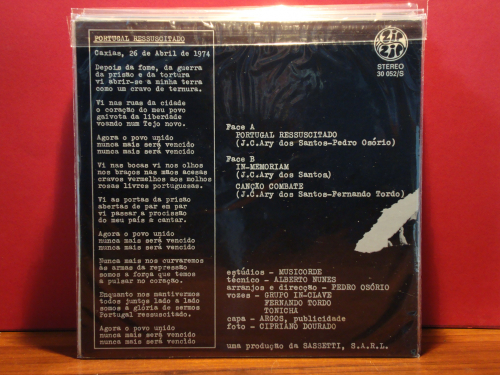 PORTUGAL RESSUSCITADO
Caxias, 26 de Abril de 1974
Depois da fome, da guerra
da prisão e da tortura
vi abrir-se a minha terra
como um cravo de ternura.
Vi nas ruas da cidade
o coração do meu povo
gaivota da liberdade
voando num Tejo novo.
Agora o povo unido
nunca mais será vencido
nunca mais será vencido
Vi nas bocas vi nos olhos
nos braços nas mãos acesas
cravos vermelhos aos molhos
rosas livres portuguesas.
Vi as portas da prisão
abertas de par em par
vi passar a procissão
do meu país a cantar.
Agora o povo unido
nunca mais será vencido
nunca mais será vencido
Nunca mais nos curvaremos
às armas da repressão
somos a força que temos
a pulsar no coração.
Enquanto nos mantivermos
todos juntos lado a lado
somos a glória de sermos
Portugal ressuscitado.
Agora o povo unido
nunca mais será vencido
nunca mais será vencido
STEREO
30 052/S
Face A
PORTUGAL RESSUSCITADO
(J.C.Ary dos Santos-Pedro Osório)
Face B
IN-MEMORIAM
(J.C.Ary dos Santos)
CANÇÃO COMBATE
(J.C.Ary dos Santos-Fernando Tordo)
estúdios - MUSICORDE
técnico - ALBERTO NUNES
arranjos e direcção - PEDRO OSÓRIO
vozes - GRUPO IN-CLAVE
FERNANDO TORDO
TONICHA
capa - ARGOS, publicidade
foto - CIPRIANO DOURADO
uma produção da SASSETTI, S.A.R.L.